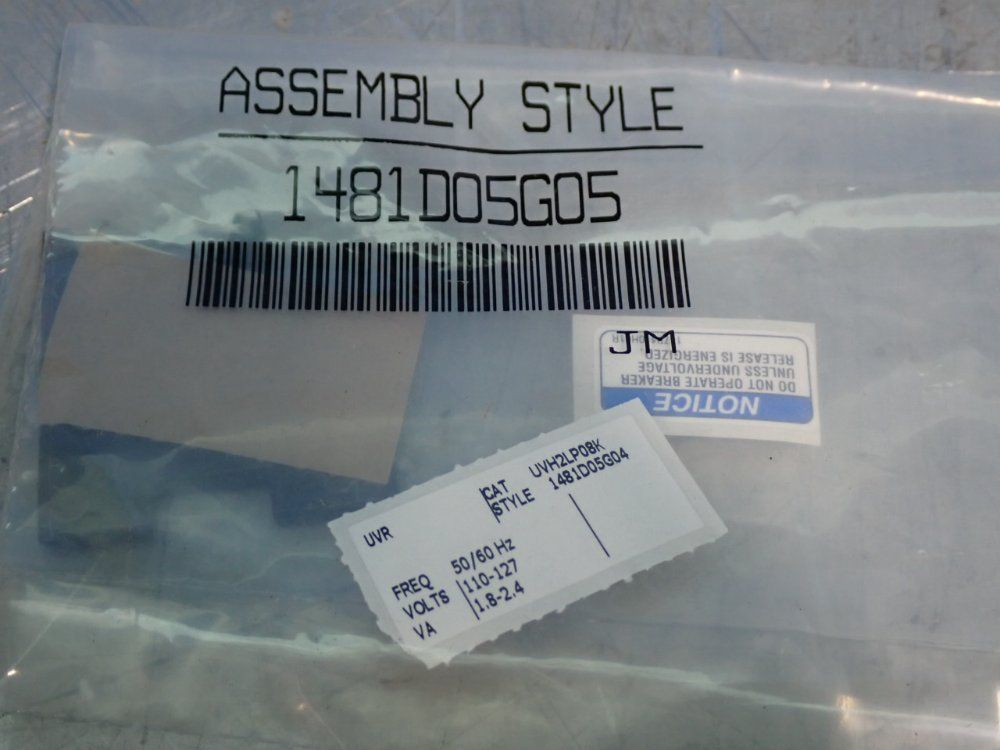 ASSEMBLY STYLE
1481D05G05
JM
NOTICE
DO NOT OPERATE BREAKER
UNLESS UNDERVOLTAGE
RELEASE IS ENERGIZED.
UVR
CAT UVH2LP08K
STYLE 1481D05G04
FREQ 50/60 Hz
VOLTS 110-127
VA 1.8-2.4